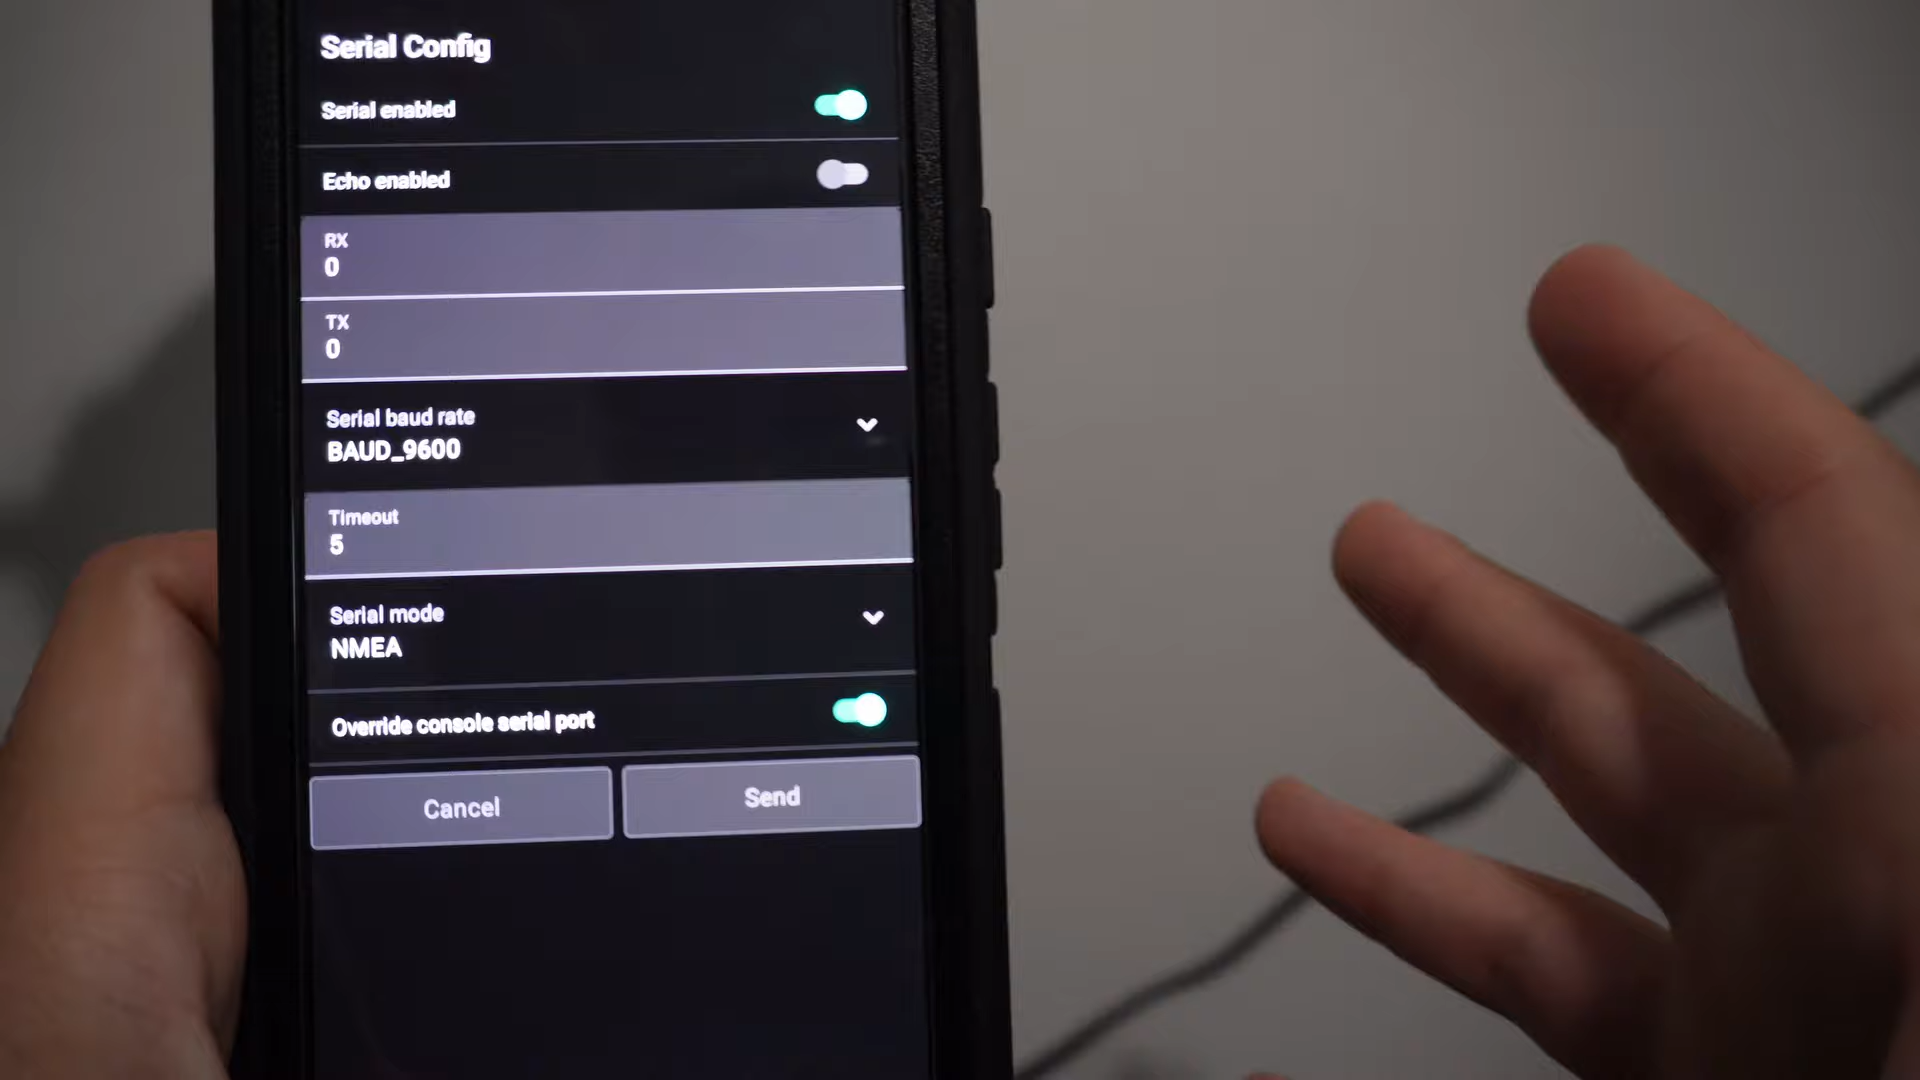 Serial Config
Serial enabled
Echo enabled
RX
0
TX
0
Serial baud rate
BAUD_9600
Timeout
5
Serial mode
NMEA
Override console serial port
Cancel
Send